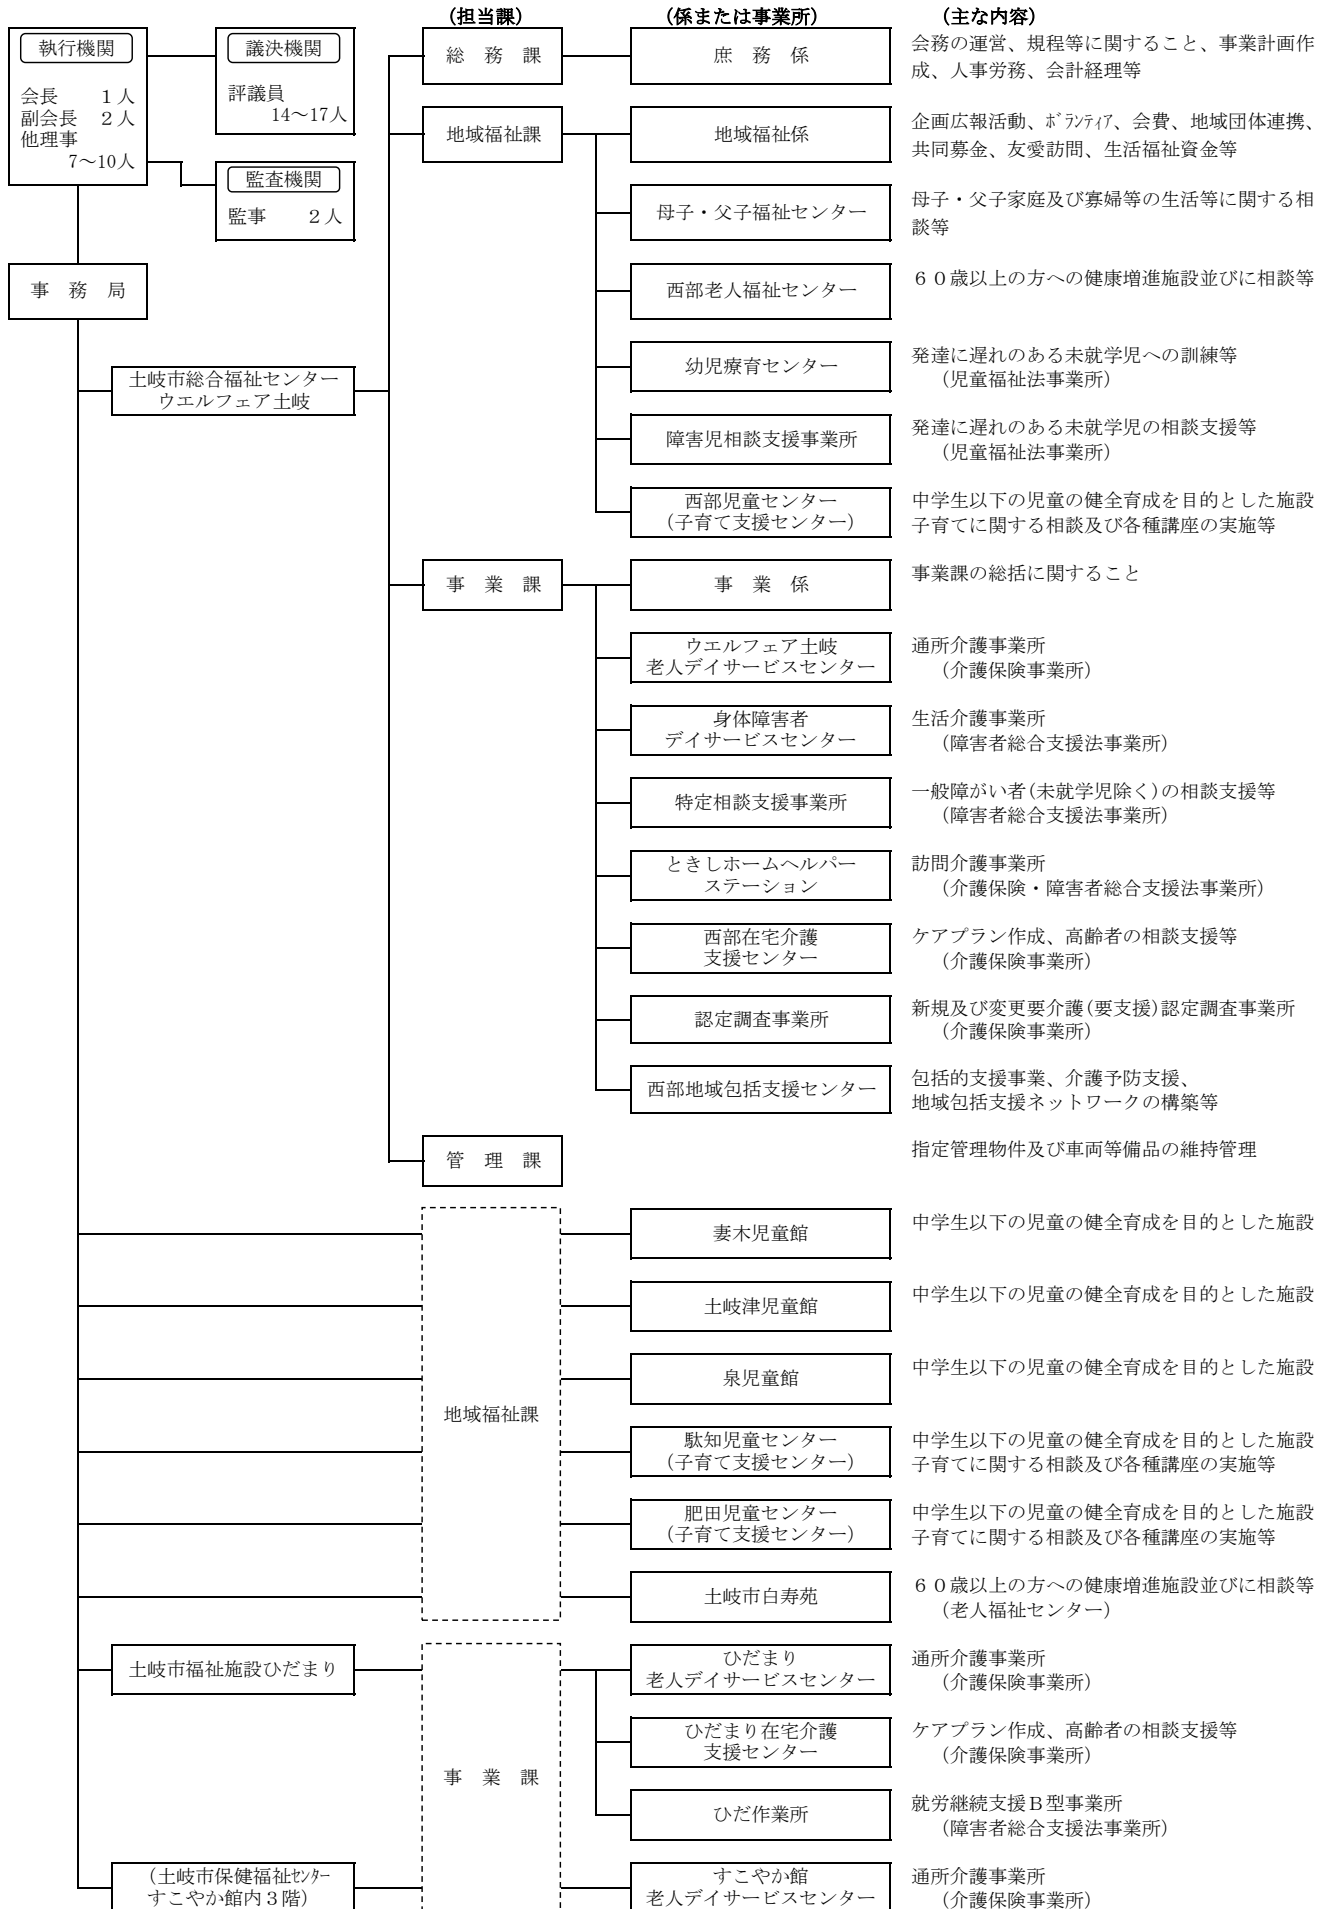 (担当課)
(係または事業所)
(主な内容)
執行機関
会長　　１人
副会長　２人
他理事
7～10人
議決機関
評議員
14～17人
監査機関
監事　　２人
事　務　局
土岐市総合福祉センター
ウエルフェア土岐
総　務　課
庶　務　係
会務の運営、規程等に関すること、事業計画作
成、人事労務、会計経理等
地域福祉課
地域福祉係
企画広報活動、ﾎﾞﾗﾝﾃｨｱ、会費、地域団体連携、
共同募金、友愛訪問、生活福祉資金等
母子・父子福祉センター
母子・父子家庭及び寡婦等の生活等に関する相
談等
西部老人福祉センター
６０歳以上の方への健康増進施設並びに相談等
幼児療育センター
発達に遅れのある未就学児への訓練等
(児童福祉法事業所)
障害児相談支援事業所
発達に遅れのある未就学児の相談支援等
(児童福祉法事業所)
西部児童センター
(子育て支援センター)
中学生以下の児童の健全育成を目的とした施設
子育てに関する相談及び各種講座の実施等
事　業　課
事　業　係
事業課の総括に関すること
ウエルフェア土岐
老人デイサービスセンター
通所介護事業所
(介護保険事業所)
身体障害者
デイサービスセンター
生活介護事業所
(障害者総合支援法事業所)
特定相談支援事業所
一般障がい者(未就学児除く)の相談支援等
(障害者総合支援法事業所)
ときしホームヘルパー
ステーション
訪問介護事業所
(介護保険・障害者総合支援法事業所)
西部在宅介護
支援センター
ケアプラン作成、高齢者の相談支援等
(介護保険事業所)
認定調査事業所
新規及び変更要介護(要支援)認定調査事業所
(介護保険事業所)
西部地域包括支援センター
包括的支援事業、介護予防支援、
地域包括支援ネットワークの構築等
管　理　課
指定管理物件及び車両等備品の維持管理
地域福祉課
妻木児童館
中学生以下の児童の健全育成を目的とした施設
土岐津児童館
中学生以下の児童の健全育成を目的とした施設
泉児童館
中学生以下の児童の健全育成を目的とした施設
駄知児童センター
(子育て支援センター)
中学生以下の児童の健全育成を目的とした施設
子育てに関する相談及び各種講座の実施等
肥田児童センター
(子育て支援センター)
中学生以下の児童の健全育成を目的とした施設
子育てに関する相談及び各種講座の実施等
土岐市白寿苑
６０歳以上の方への健康増進施設並びに相談等
(老人福祉センター)
土岐市福祉施設ひだまり
事　業　課
ひだまり
老人デイサービスセンター
通所介護事業所
(介護保険事業所)
ひだまり在宅介護
支援センター
ケアプラン作成、高齢者の相談支援等
(介護保険事業所)
ひだ作業所
就労継続支援Ｂ型事業所
(障害者総合支援法事業所)
(土岐市保健福祉ｾﾝﾀｰ
すこやか館内３階)
すこやか館
老人デイサービスセンター
通所介護事業所
(介護保険事業所)